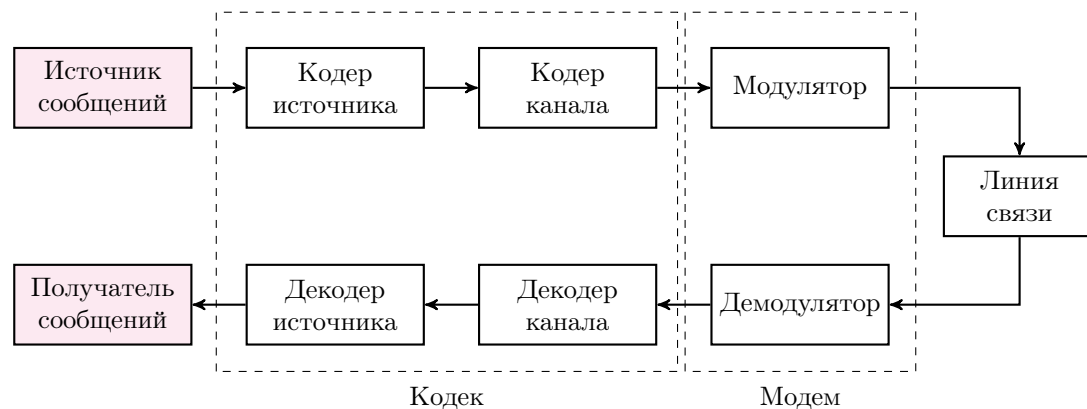 Источник
сообщений
Кодер
источника
Кодер
канала
Модулятор
Линия
связи
Получатель
сообщений
Декодер
источника
Декодер
канала
Демодулятор
Кодек
Модем